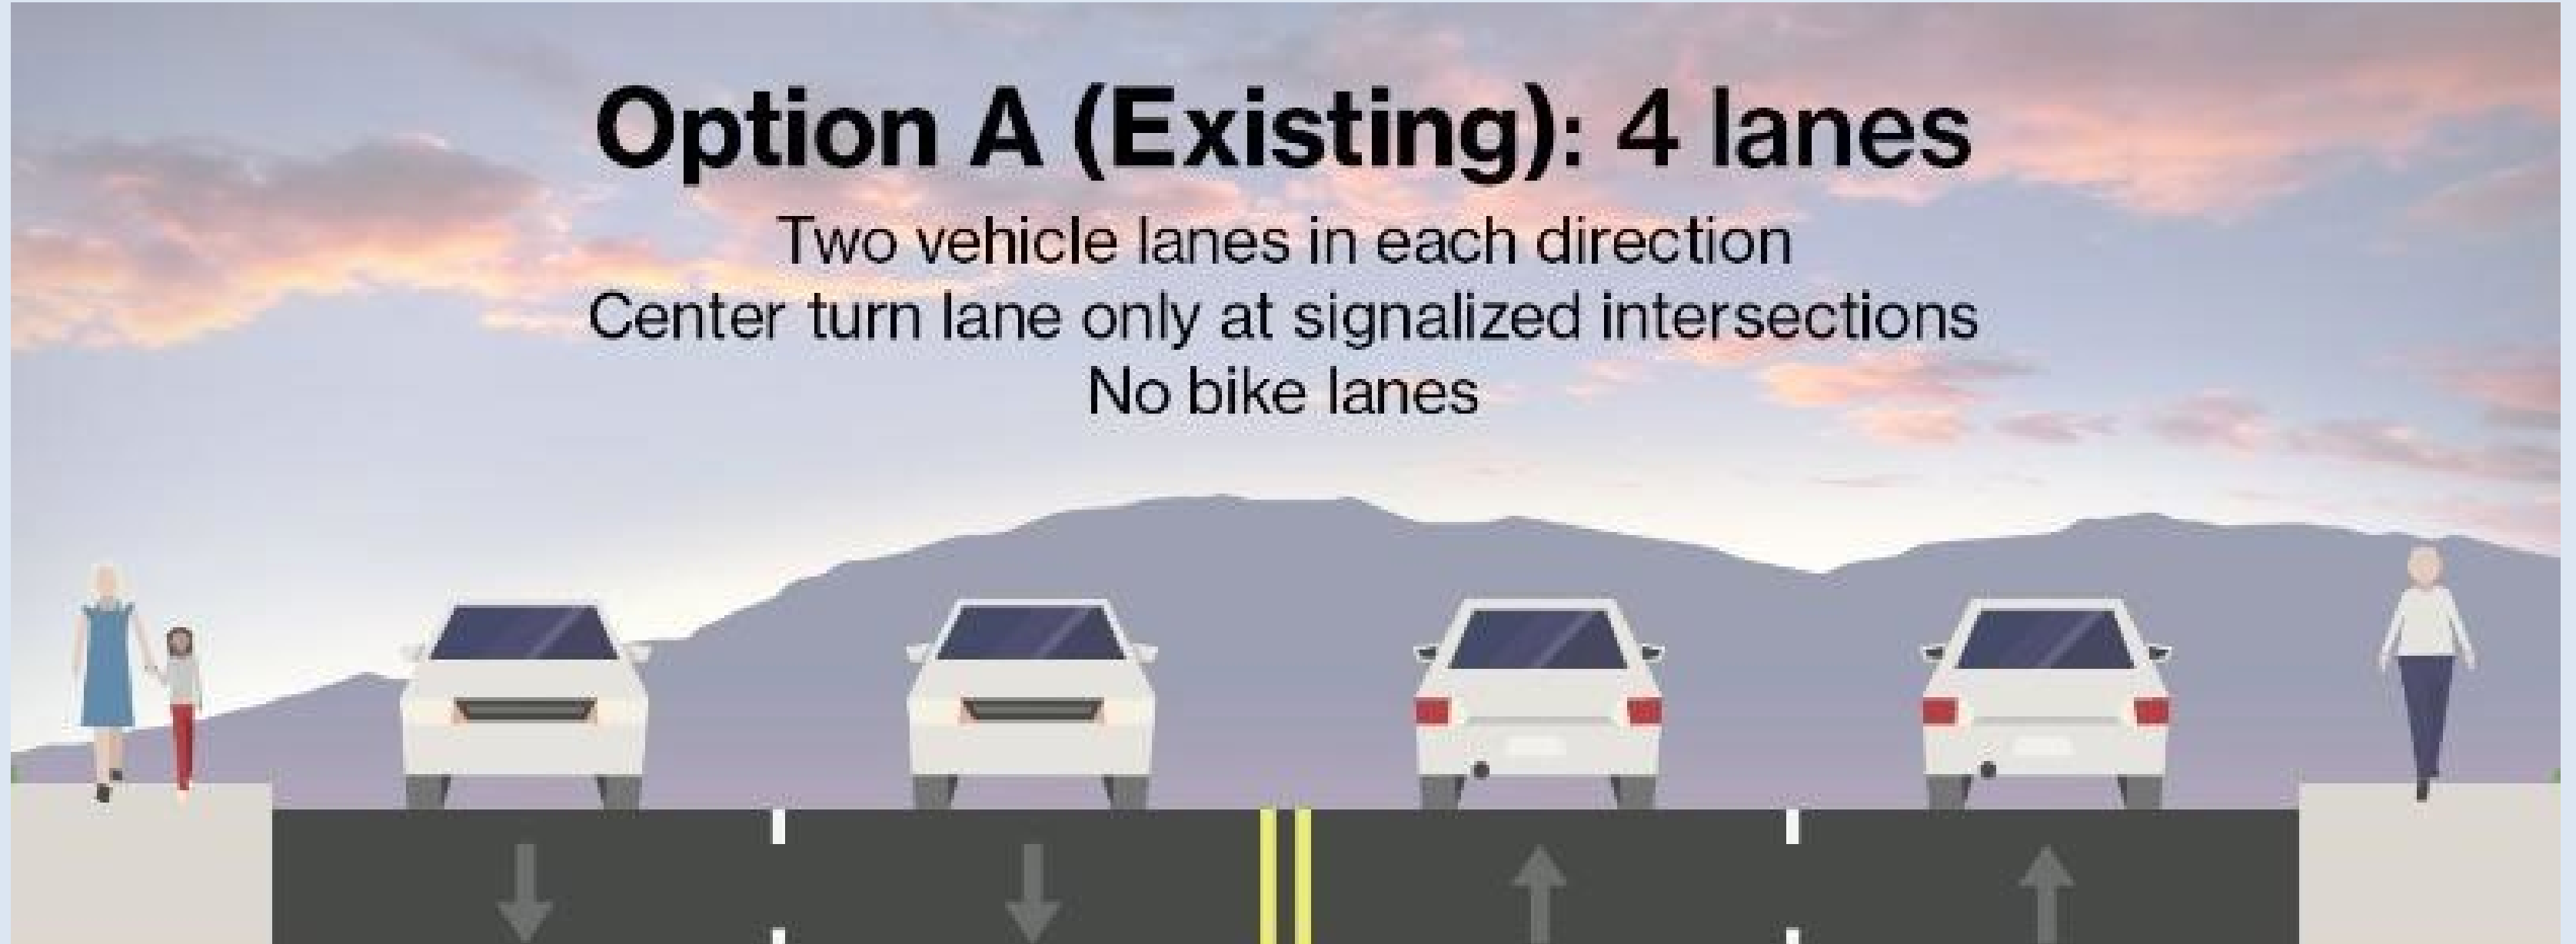 Option A (Existing): 4 lanes
Two vehicle lanes in each direction
Center turn lane only at signalized intersections
No bike lanes